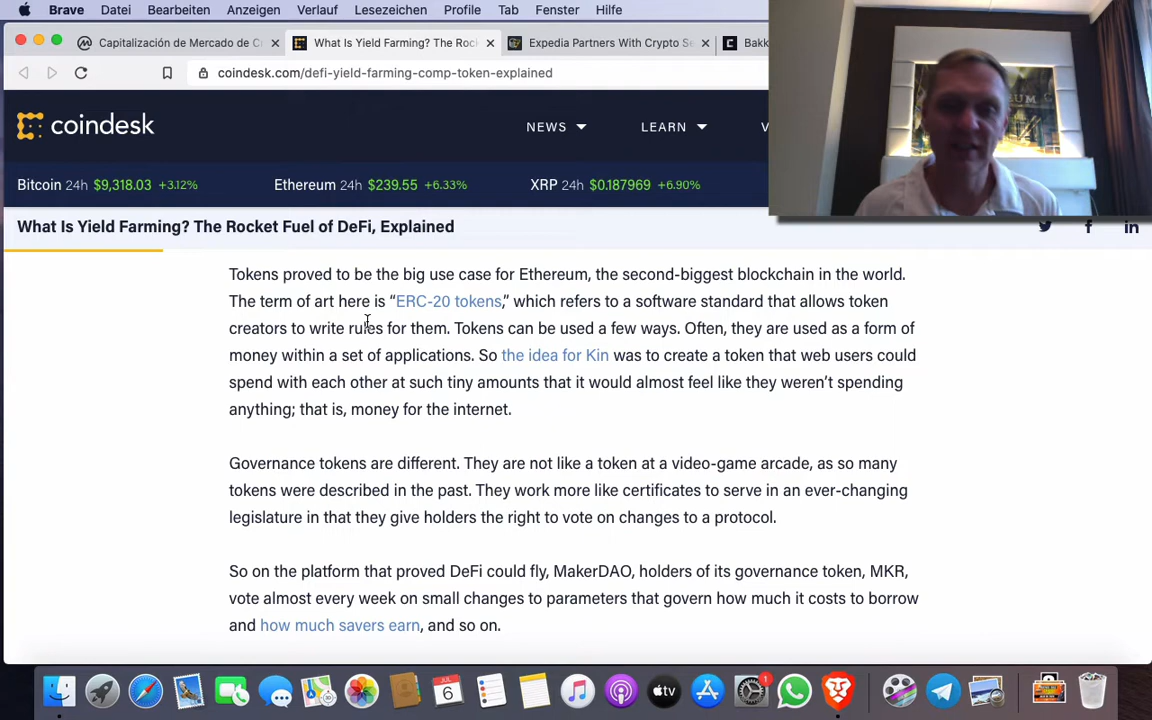 Brave Datei Bearbeiten Anzeigen Verlauf Lesezeichen Profile Tab Fenster Hilfe
Capitalización de Mercado de C
What Is Yield Farming? The Rock
Expedia Partners With Crypto Se
Bakk
coindesk.com/defi-yield-farming-comp-token-explained
coindesk
NEWS
LEARN
V
Bitcoin 24h $9,318.03 +3.12%
Ethereum 24h $239.55 +6.33%
XRP 24h $0.187969 +6.90%
What Is Yield Farming? The Rocket Fuel of DeFi, Explained
Tokens proved to be the big use case for Ethereum, the second-biggest blockchain in the world.
The term of art here is “ERC-20 tokens,” which refers to a software standard that allows token
creators to write rules for them. Tokens can be used a few ways. Often, they are used as a form of
money within a set of applications. So the idea for Kin was to create a token that web users could
spend with each other at such tiny amounts that it would almost feel like they weren’t spending
anything; that is, money for the internet.
Governance tokens are different. They are not like a token at a video-game arcade, as so many
tokens were described in the past. They work more like certificates to serve in an ever-changing
legislature in that they give holders the right to vote on changes to a protocol.
So on the platform that proved DeFi could fly, MakerDAO, holders of its governance token, MKR,
vote almost every week on small changes to parameters that govern how much it costs to borrow
and how much savers earn, and so on.
JUL
6
tv
1